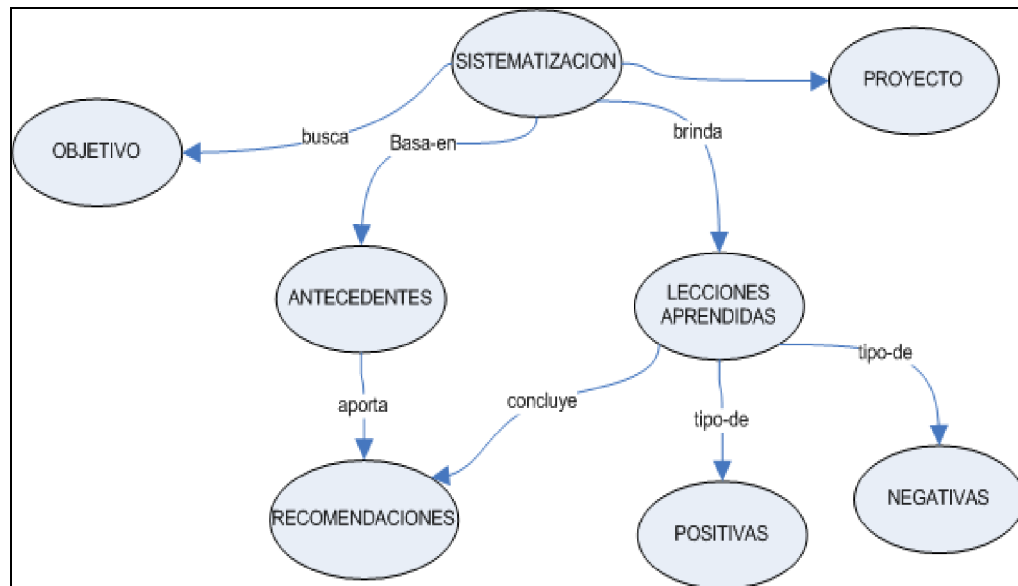 SISTEMATIZACION
PROYECTO
busca
Basa-en
brinda
OBJETIVO
ANTECEDENTES
LECCIONES
APRENDIDAS
tipo-de
aporta
concluye
tipo-de
NEGATIVAS
RECOMENDACIONES
POSITIVAS